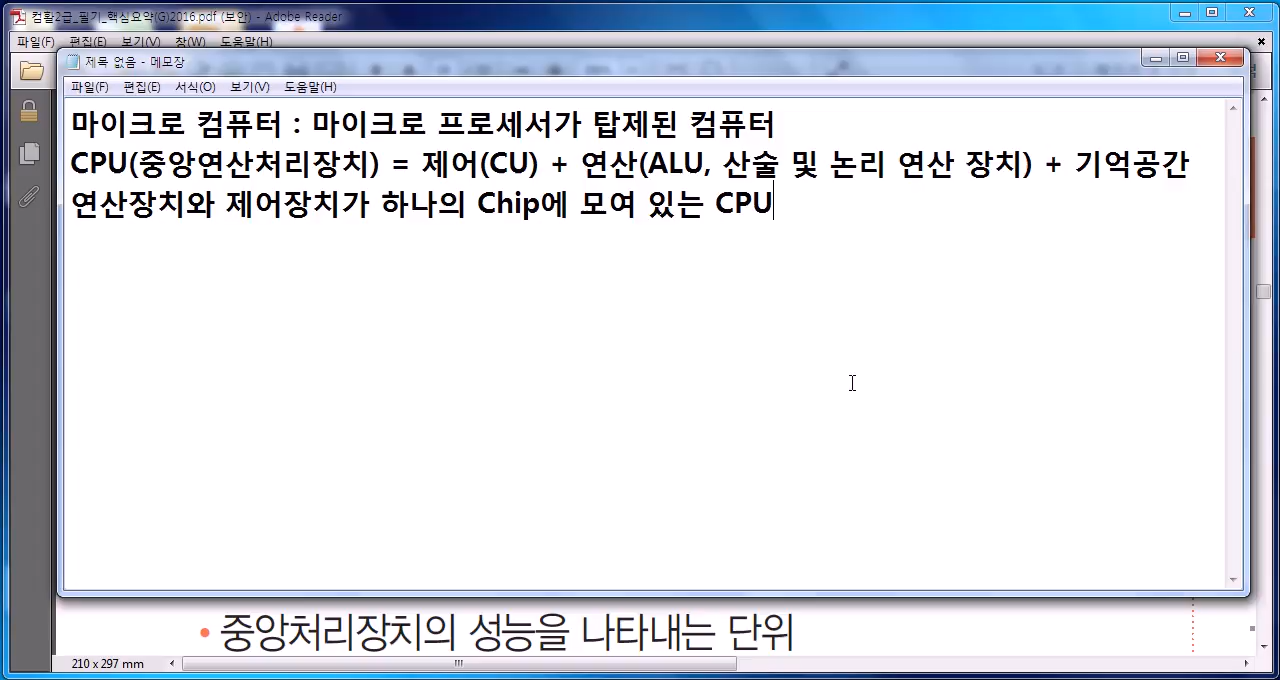 컴활2급_필기_핵심요약(G)2016.pdf (보안) - Adobe Reader
파일(F) 편집(E) 보기(V) 창(W) 도움말(H)
제목 없음 - 메모장
파일(F) 편집(E) 서식(O) 보기(V) 도움말(H)
마이크로 컴퓨터 : 마이크로 프로세서가 탑제된 컴퓨터
CPU(중앙연산처리장치) = 제어(CU) + 연산(ALU, 산술 및 논리 연산 장치) + 기억공간
연산장치와 제어장치가 하나의 Chip에 모여 있는 CPU
• 중앙처리장치의 성능을 나타내는 단위
210 x 297 mm